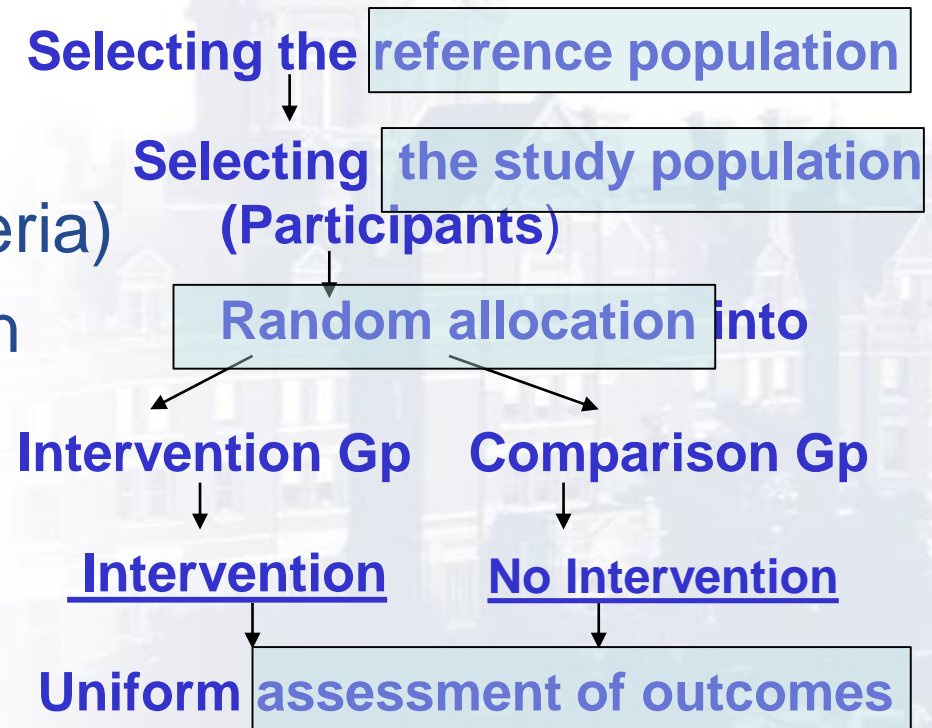 Selecting the reference population
Selecting the study population
eria) (Participants)
n Random allocation into
Intervention Gp Comparison Gp
Intervention No Intervention
Uniform assessment of outcomes